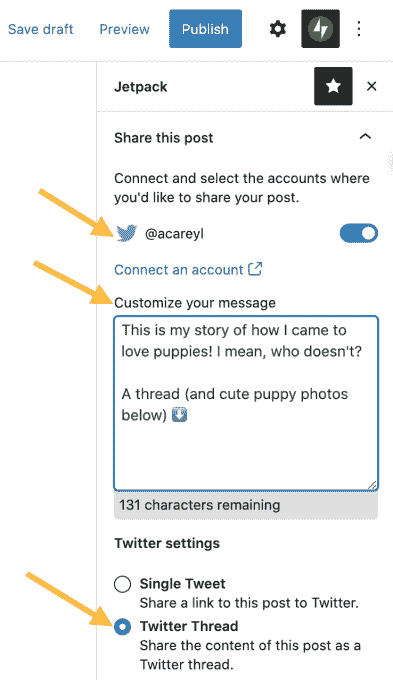 Save draft Preview Publish
Jetpack
Share this post
Connect and select the accounts where
you'd like to share your post.
@acareyl
Connect an account
Customize your message
This is my story of how I came to
love puppies! I mean, who doesn't?
A thread (and cute puppy photos
below) ⬇️
131 characters remaining
Twitter settings
Single Tweet
Share a link to this post to Twitter.
Twitter Thread
Share the content of this post as a
Twitter thread.